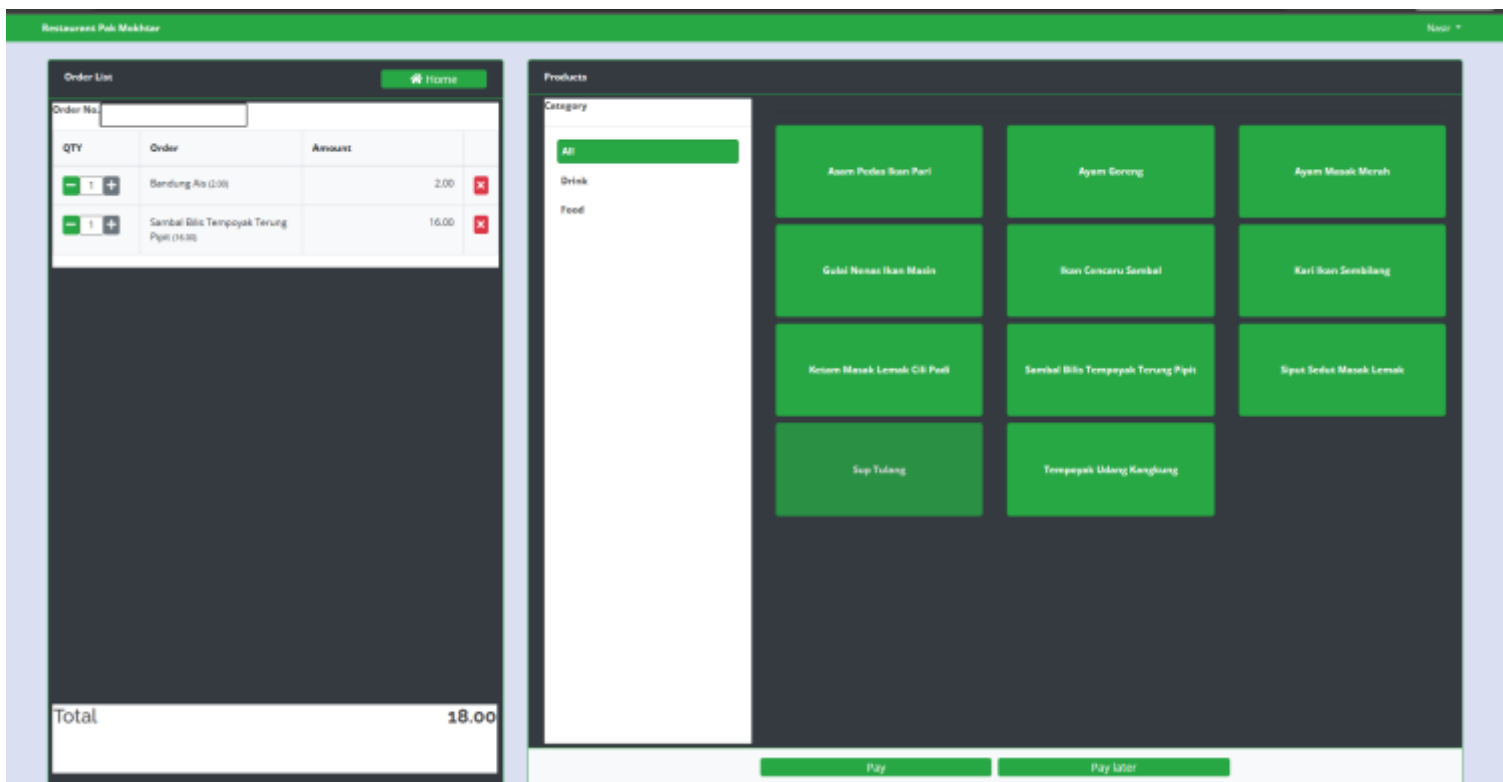 Restaurant Pak Mokhtar
Nasir
Order List
Home
Order No.
QTY Order Amount
1 Bandung Ais (2.00) 2.00
1 Sambal Bilis Tempoyak Terung
Pipit (16.00) 16.00
Total 18.00
Products
Category
All
Drink
Food
Asam Pedas Ikan Pari
Ayam Goreng
Ayam Masak Merah
Gulai Nenas Ikan Masin
Ikan Cencaru Sambal
Kari Ikan Sembilang
Ketam Masak Lemak Cili Padi
Sambal Bilis Tempoyak Terung Pipit
Siput Sedut Masak Lemak
Sup Tulang
Tempoyak Udang Kangkung
Pay
Pay later